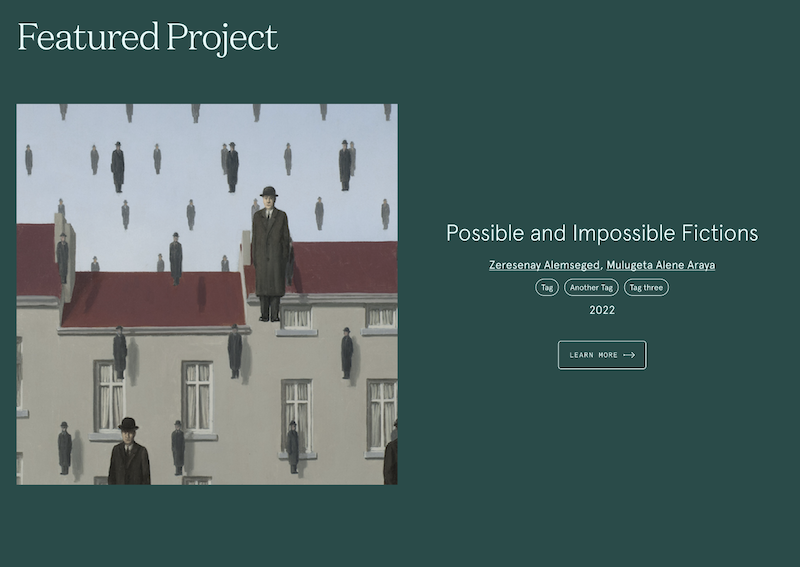 Featured Project
Possible and Impossible Fictions
Zeresenay Alemseged, Mulugeta Alene Araya
Tag Another Tag Tag three
2022
LEARN MORE